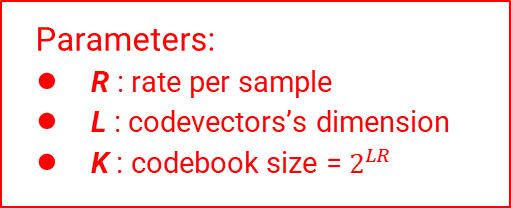 Parameters:
● R : rate per sample
● L : codevectors's dimension
● K : codebook size = 2^{LR}